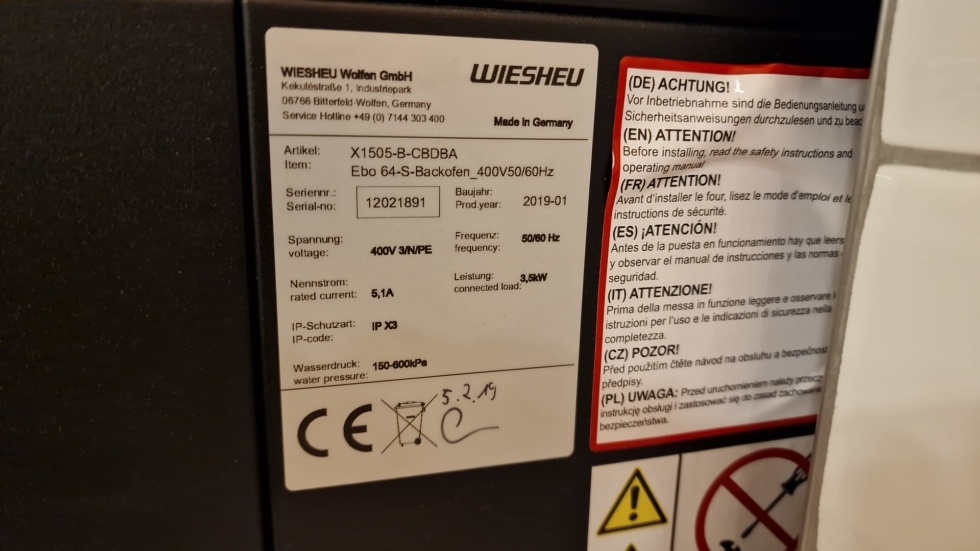 WIESHEU Wolfen GmbH
Kekuléstraße 1, Industriepark
06766 Bitterfeld-Wolfen, Germany
Service Hotline +49 (0) 7144 303 400
WIESHEU
Made in Germany
Artikel: X1505-B-CBDBA
Item: Ebo 64-S-Backofen_400V50/60Hz
Seriennr.:
Serial-no: 12021891
Baujahr:
Prod.year: 2019-01
Spannung:
voltage: 400V 3/N/PE
Frequenz: 50/60 Hz
frequency:
Nennstrom:
rated current: 5,1A
Leistung: 3,5kW
connected load:
IP-Schutzart: IP X3
IP-code:
Wasserdruck: 150-600kPa
water pressure:
CE
5.2.19
(DE) ACHTUNG!
Vor Inbetriebnahme sind die Bedienungsanleitung
Sicherheitsanweisungen durchzulesen und zu
(EN) ATTENTION!
Before installing, read the safety instructions and
operating manual
(FR) ATTENTION!
Avant d'installer le four, lisez le mode d'emploi et
instructions de sécurité.
(ES) ¡ATENCIÓN!
Antes de la puesta en funcionamiento hay que
y observar el manual de instrucciones y las normas
seguridad.
(IT) ATTENZIONE!
Prima della messa in funzione leggere e osservare
istruzioni per l'uso e le indicazioni di sicurezza nella
completezza.
(CZ) POZOR!
Před použitím čtěte návod na obsluhu a bezpečnost
předpisy.
(PL) UWAGA: Przed uruchomieniem należy
instrukcję obsługi i zastosować się do zasad
bezpieczeństwa.